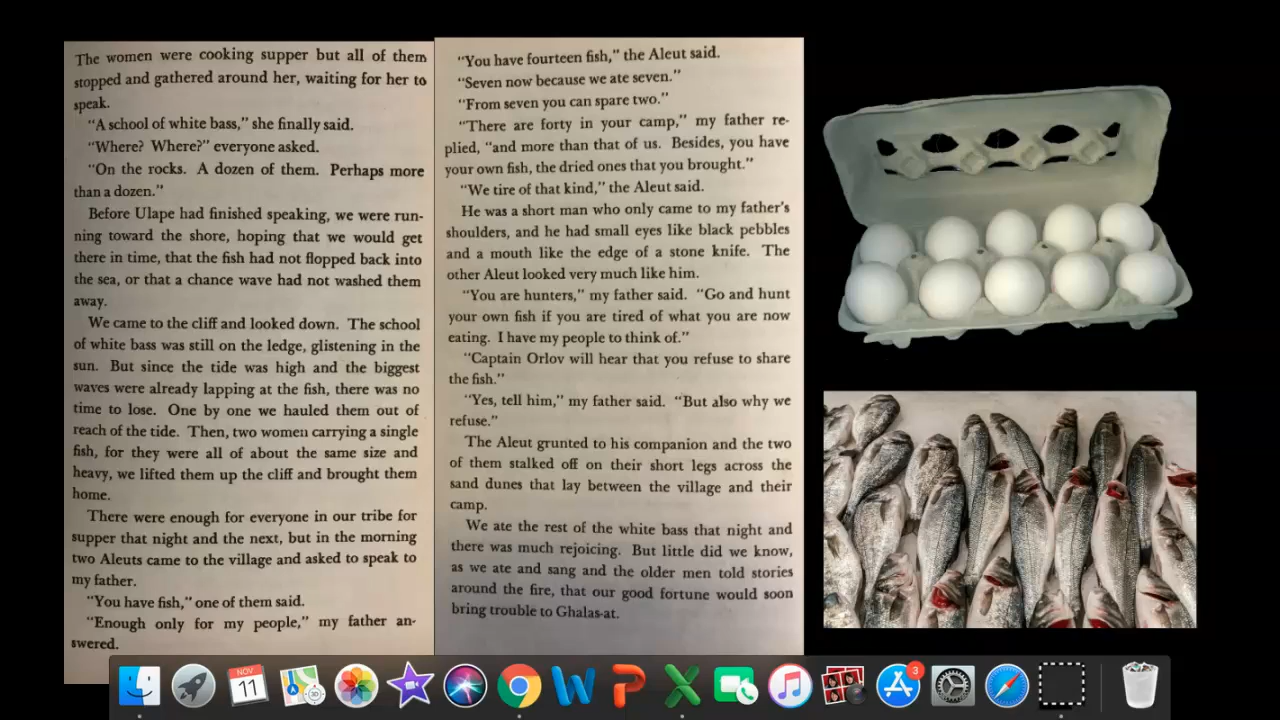 The women were cooking supper but all of them
stopped and gathered around her, waiting for her to
speak.
"A school of white bass," she finally said.
"Where? Where?" everyone asked.
"On the rocks. A dozen of them. Perhaps more
than a dozen."
Before Ulape had finished speaking, we were run-
ning toward the shore, hoping that we would get
there in time, that the fish had not flopped back into
the sea, or that a chance wave had not washed them
away.
We came to the cliff and looked down. The school
of white bass was still on the ledge, glistening in the
sun. But since the tide was high and the biggest
waves were already lapping at the fish, there was no
time to lose. One by one we hauled them out of
reach of the tide. Then, two women carrying a single
fish, for they were all of about the same size and
heavy, we lifted them up the cliff and brought them
home.
There were enough for everyone in our tribe for
supper that night and the next, but in the morning
two Aleuts came to the village and asked to speak to
my father.
"You have fish," one of them said.
"Enough only for my people," my father an-
swered.
"You have fourteen fish," the Aleut said.
"Seven now because we ate seven."
"From seven you can spare two."
"There are forty in your camp," my father re-
plied, "and more than that of us. Besides, you have
your own fish, the dried ones that you brought."
"We tire of that kind," the Aleut said.
He was a short man who only came to my father's
shoulders, and he had small eyes like black pebbles
and a mouth like the edge of a stone knife. The
other Aleut looked very much like him.
"You are hunters," my father said. "Go and hunt
your own fish if you are tired of what you are now
eating. I have my people to think of."
"Captain Orlov will hear that you refuse to share
the fish."
"Yes, tell him," my father said. "But also why we
refuse."
The Aleut grunted to his companion and the two
of them stalked off on their short legs across the
sand dunes that lay between the village and their
camp.
We ate the rest of the white bass that night and
there was much rejoicing. But little did we know,
as we ate and sang and the older men told stories
around the fire, that our good fortune would soon
bring trouble to Ghalas-at.
NOV
11
3D
W
P
X
3